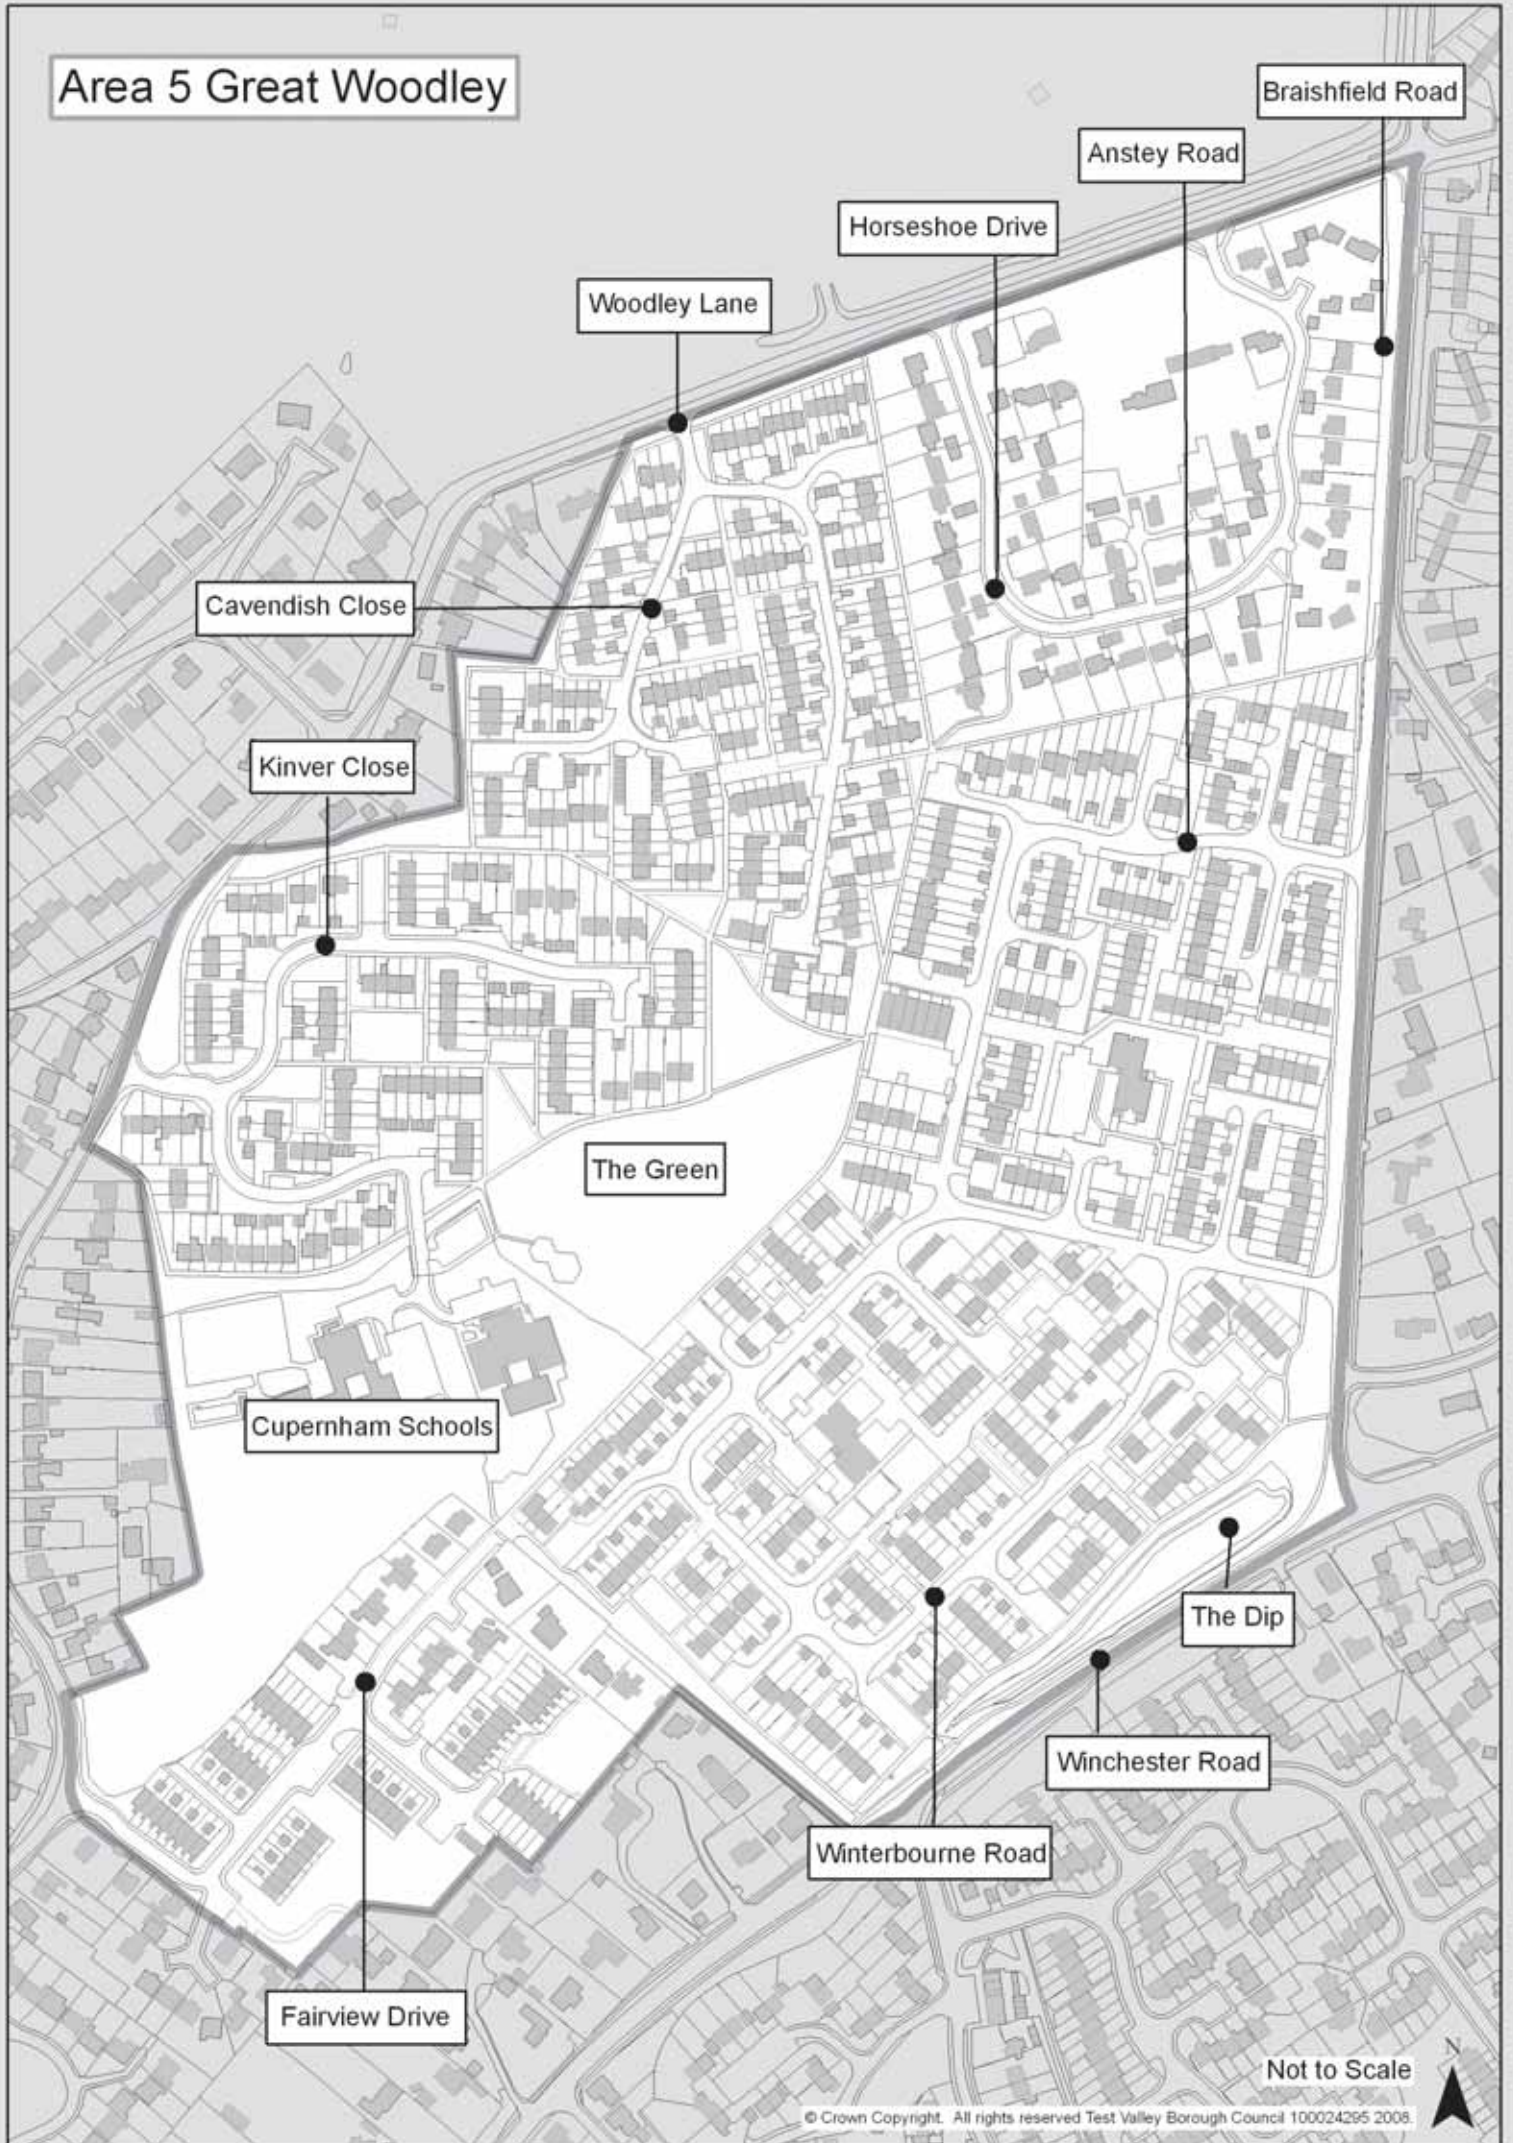 Area 5 Great Woodley
Braishfield Road
Anstey Road
Horseshoe Drive
Woodley Lane
Cavendish Close
Kinver Close
The Green
Cupernham Schools
The Dip
Winchester Road
Winterbourne Road
Fairview Drive
N
Not to Scale
© Crown Copyright. All rights reserved Test Valley Borough Council 100024295 2008.